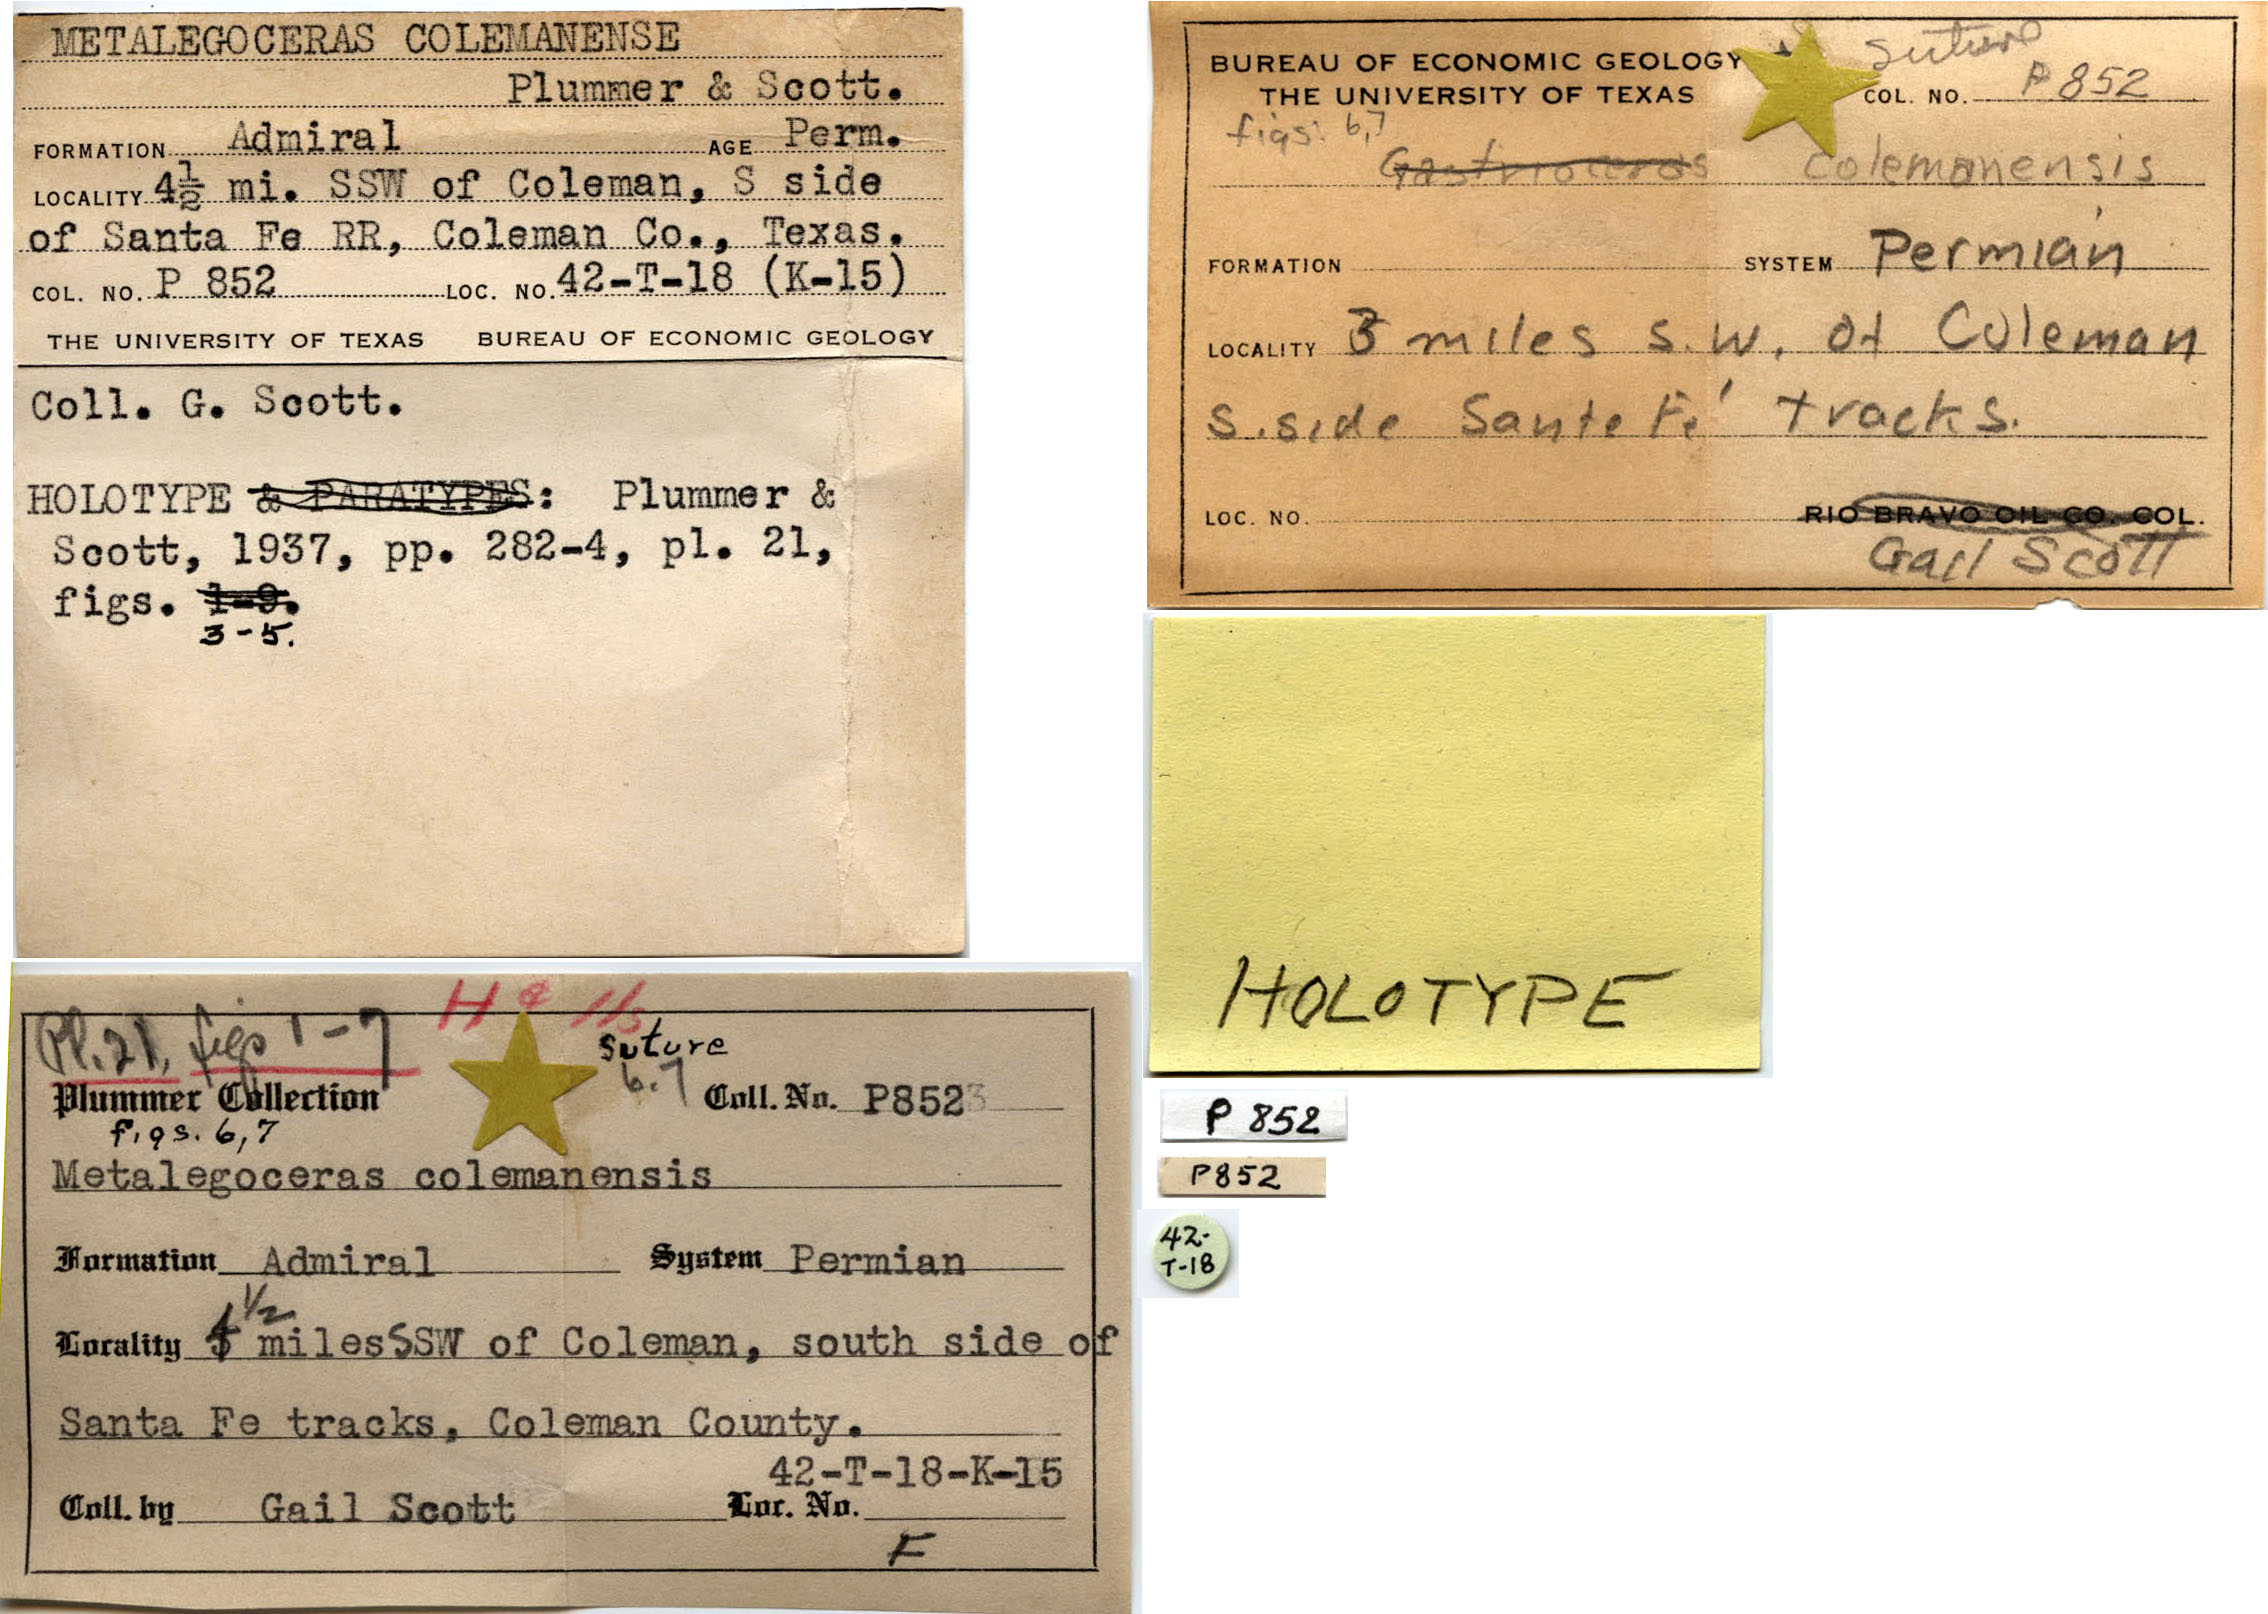 METALEGOCERAS COLEMANENSE
Plummer & Scott.
FORMATION Admiral AGE Perm.
LOCALITY 4½ mi. SSW of Coleman, S side
of Santa Fe RR, Coleman Co., Texas.
COL. NO. P 852 LOC. NO. 42-T-18 (K-15)
THE UNIVERSITY OF TEXAS BUREAU OF ECONOMIC GEOLOGY
Coll. G. Scott.
HOLOTYPE & PARATYPES: Plummer &
Scott, 1937, pp. 282-4, pl. 21,
figs. 1-9.
3-5.
Suture
BUREAU OF ECONOMIC GEOLOGY
THE UNIVERSITY OF TEXAS COL. NO. P 852
figs. 6,7
Gastrioceras colemanensis
FORMATION SYSTEM Permian
LOCALITY 3 miles S.W. of Coleman
S. side Sante Fé tracks.
LOC. NO. RIO BRAVO OIL CO. COL.
Gail Scott
HOLOTYPE
P 852
P852
42-
T-18
Pl. 21, figs 1-7
suture
6.7
Plummer Collection Coll. No. P852
figs. 6,7
Metalegoceras colemanensis
Formation Admiral System Permian
Locality 4 1/2 miles SSW of Coleman, south side of
Santa Fe tracks, Coleman County.
42-T-18-K-15
Coll. by Gail Scott Loc. No.
F